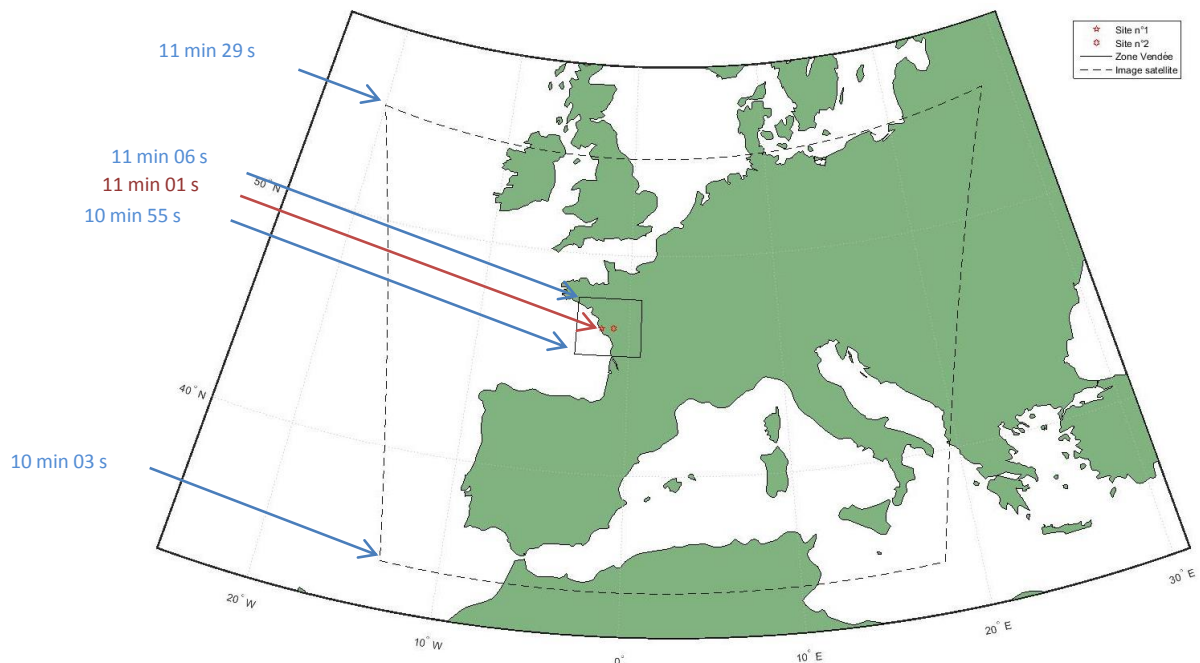 11 min 29 s
Site n°1
Site n°2
Zone Vendée
Image satellite
11 min 06 s
11 min 01 s
10 min 55 s
50° N
40° N
10 min 03 s
20° W
10° W
0°
10° E
20° E
30° E